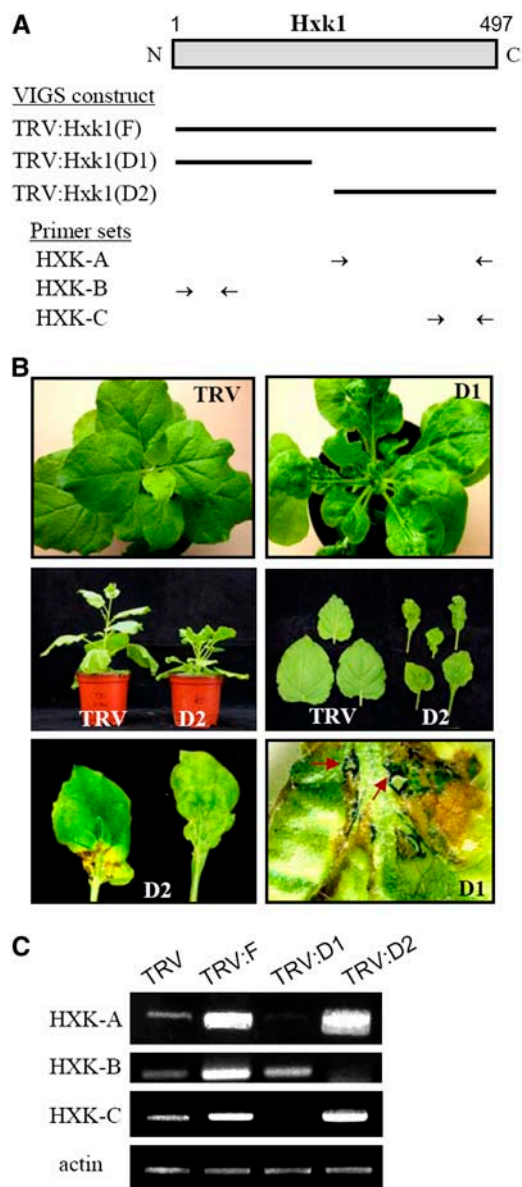 A
1 Hxk1 497
N C
VIGS construct
TRV:Hxk1(F)
TRV:Hxk1(D1)
TRV:Hxk1(D2)
Primer sets
HXK-A
HXK-B
HXK-C
B
TRV D1
TRV D2 TRV D2
D2 D1
C
TRV TRV:F TRV:D1 TRV:D2
HXK-A
HXK-B
HXK-C
actin